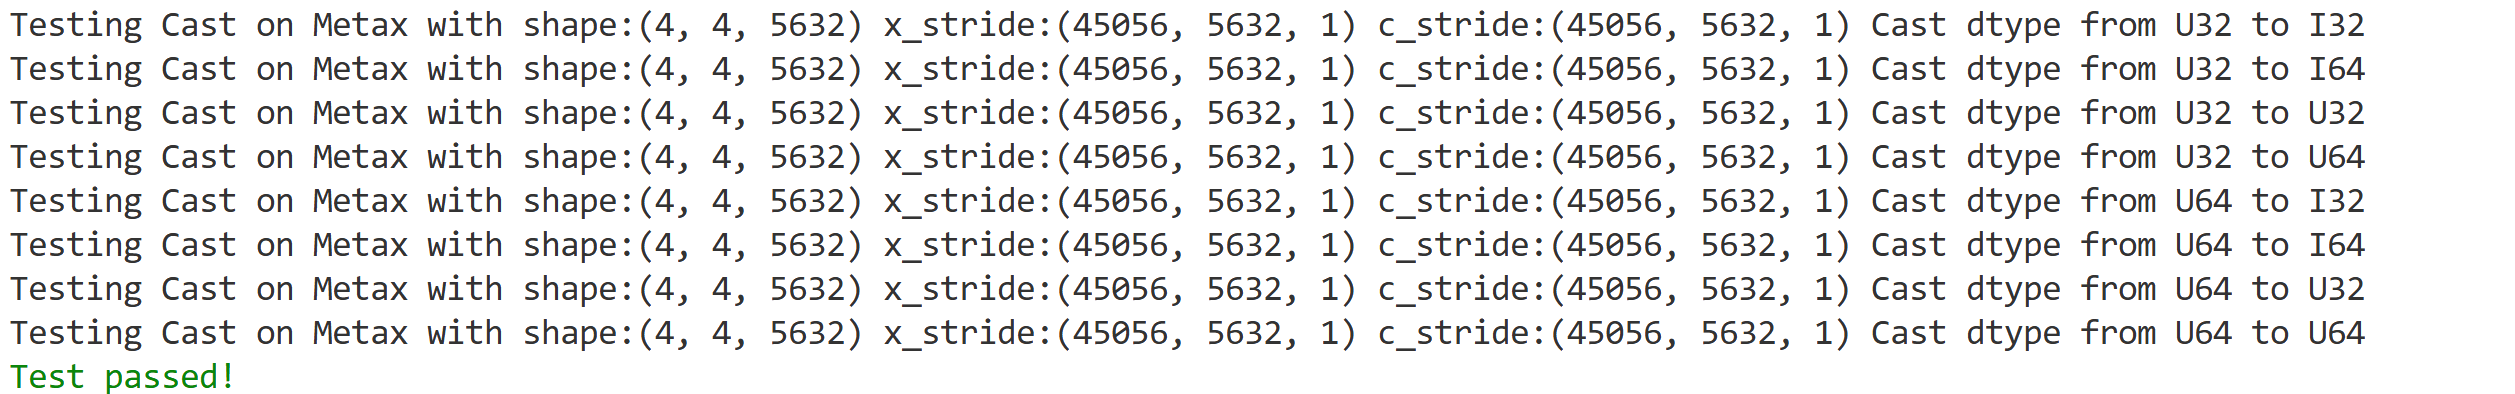 Testing Cast on Metax with shape:(4, 4, 5632) x_stride:(45056, 5632, 1) c_stride:(45056, 5632, 1) Cast dtype from U32 to I32
Testing Cast on Metax with shape:(4, 4, 5632) x_stride:(45056, 5632, 1) c_stride:(45056, 5632, 1) Cast dtype from U32 to I64
Testing Cast on Metax with shape:(4, 4, 5632) x_stride:(45056, 5632, 1) c_stride:(45056, 5632, 1) Cast dtype from U32 to U32
Testing Cast on Metax with shape:(4, 4, 5632) x_stride:(45056, 5632, 1) c_stride:(45056, 5632, 1) Cast dtype from U32 to U64
Testing Cast on Metax with shape:(4, 4, 5632) x_stride:(45056, 5632, 1) c_stride:(45056, 5632, 1) Cast dtype from U64 to I32
Testing Cast on Metax with shape:(4, 4, 5632) x_stride:(45056, 5632, 1) c_stride:(45056, 5632, 1) Cast dtype from U64 to I64
Testing Cast on Metax with shape:(4, 4, 5632) x_stride:(45056, 5632, 1) c_stride:(45056, 5632, 1) Cast dtype from U64 to U32
Testing Cast on Metax with shape:(4, 4, 5632) x_stride:(45056, 5632, 1) c_stride:(45056, 5632, 1) Cast dtype from U64 to U64
Test passed!